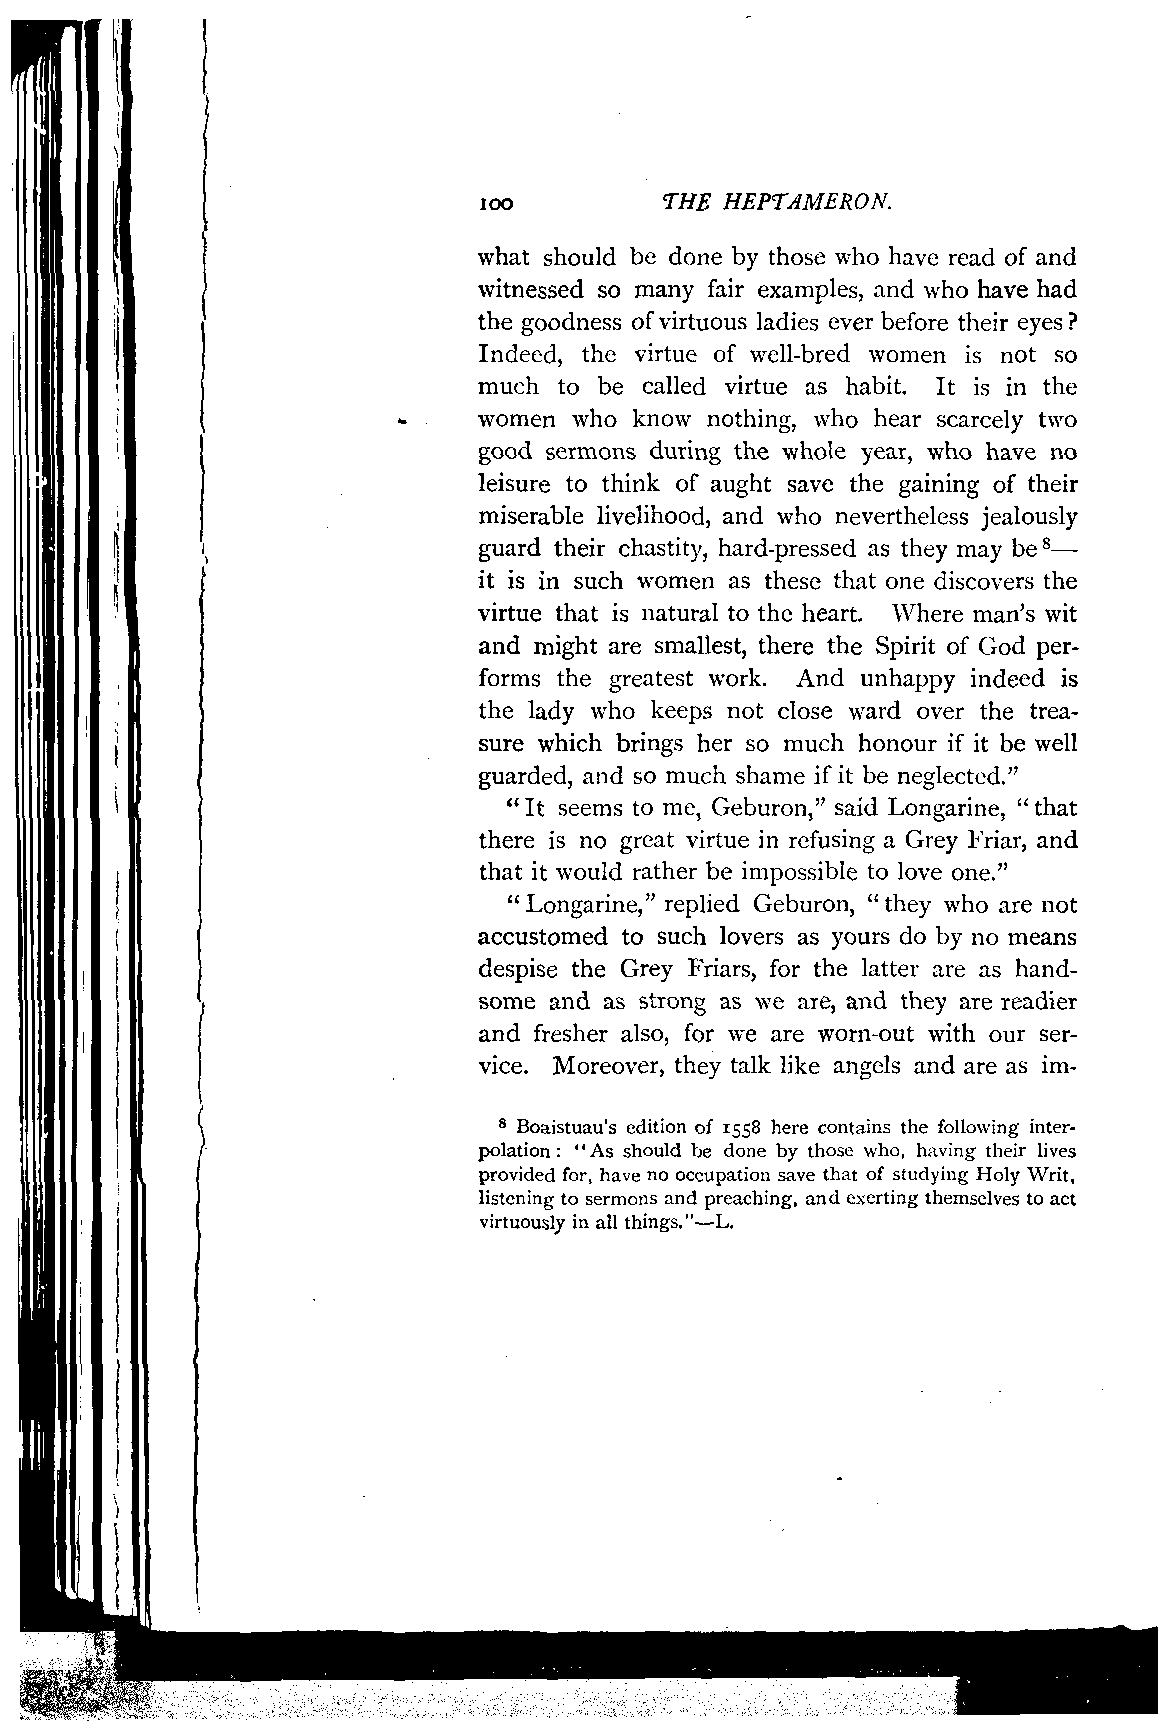 100 THE HEPTAMERON.
what should be done by those who have read of and
witnessed so many fair examples, and who have had
the goodness of virtuous ladies ever before their eyes?
Indeed, the virtue of well-bred women is not so
much to be called virtue as habit. It is in the
women who know nothing, who hear scarcely two
good sermons during the whole year, who have no
leisure to think of aught save the gaining of their
miserable livelihood, and who nevertheless jealously
guard their chastity, hard-pressed as they may be ⁸—
it is in such women as these that one discovers the
virtue that is natural to the heart. Where man's wit
and might are smallest, there the Spirit of God per-
forms the greatest work. And unhappy indeed is
the lady who keeps not close ward over the trea-
sure which brings her so much honour if it be well
guarded, and so much shame if it be neglected."
"It seems to me, Geburon," said Longarine, "that
there is no great virtue in refusing a Grey Friar, and
that it would rather be impossible to love one."
"Longarine," replied Geburon, "they who are not
accustomed to such lovers as yours do by no means
despise the Grey Friars, for the latter are as hand-
some and as strong as we are, and they are readier
and fresher also, for we are worn-out with our ser-
vice. Moreover, they talk like angels and are as im-
⁸ Boaistuau's edition of 1558 here contains the following inter-
polation: "As should be done by those who, having their lives
provided for, have no occupation save that of studying Holy Writ,
listening to sermons and preaching, and exerting themselves to act
virtuously in all things."—L.